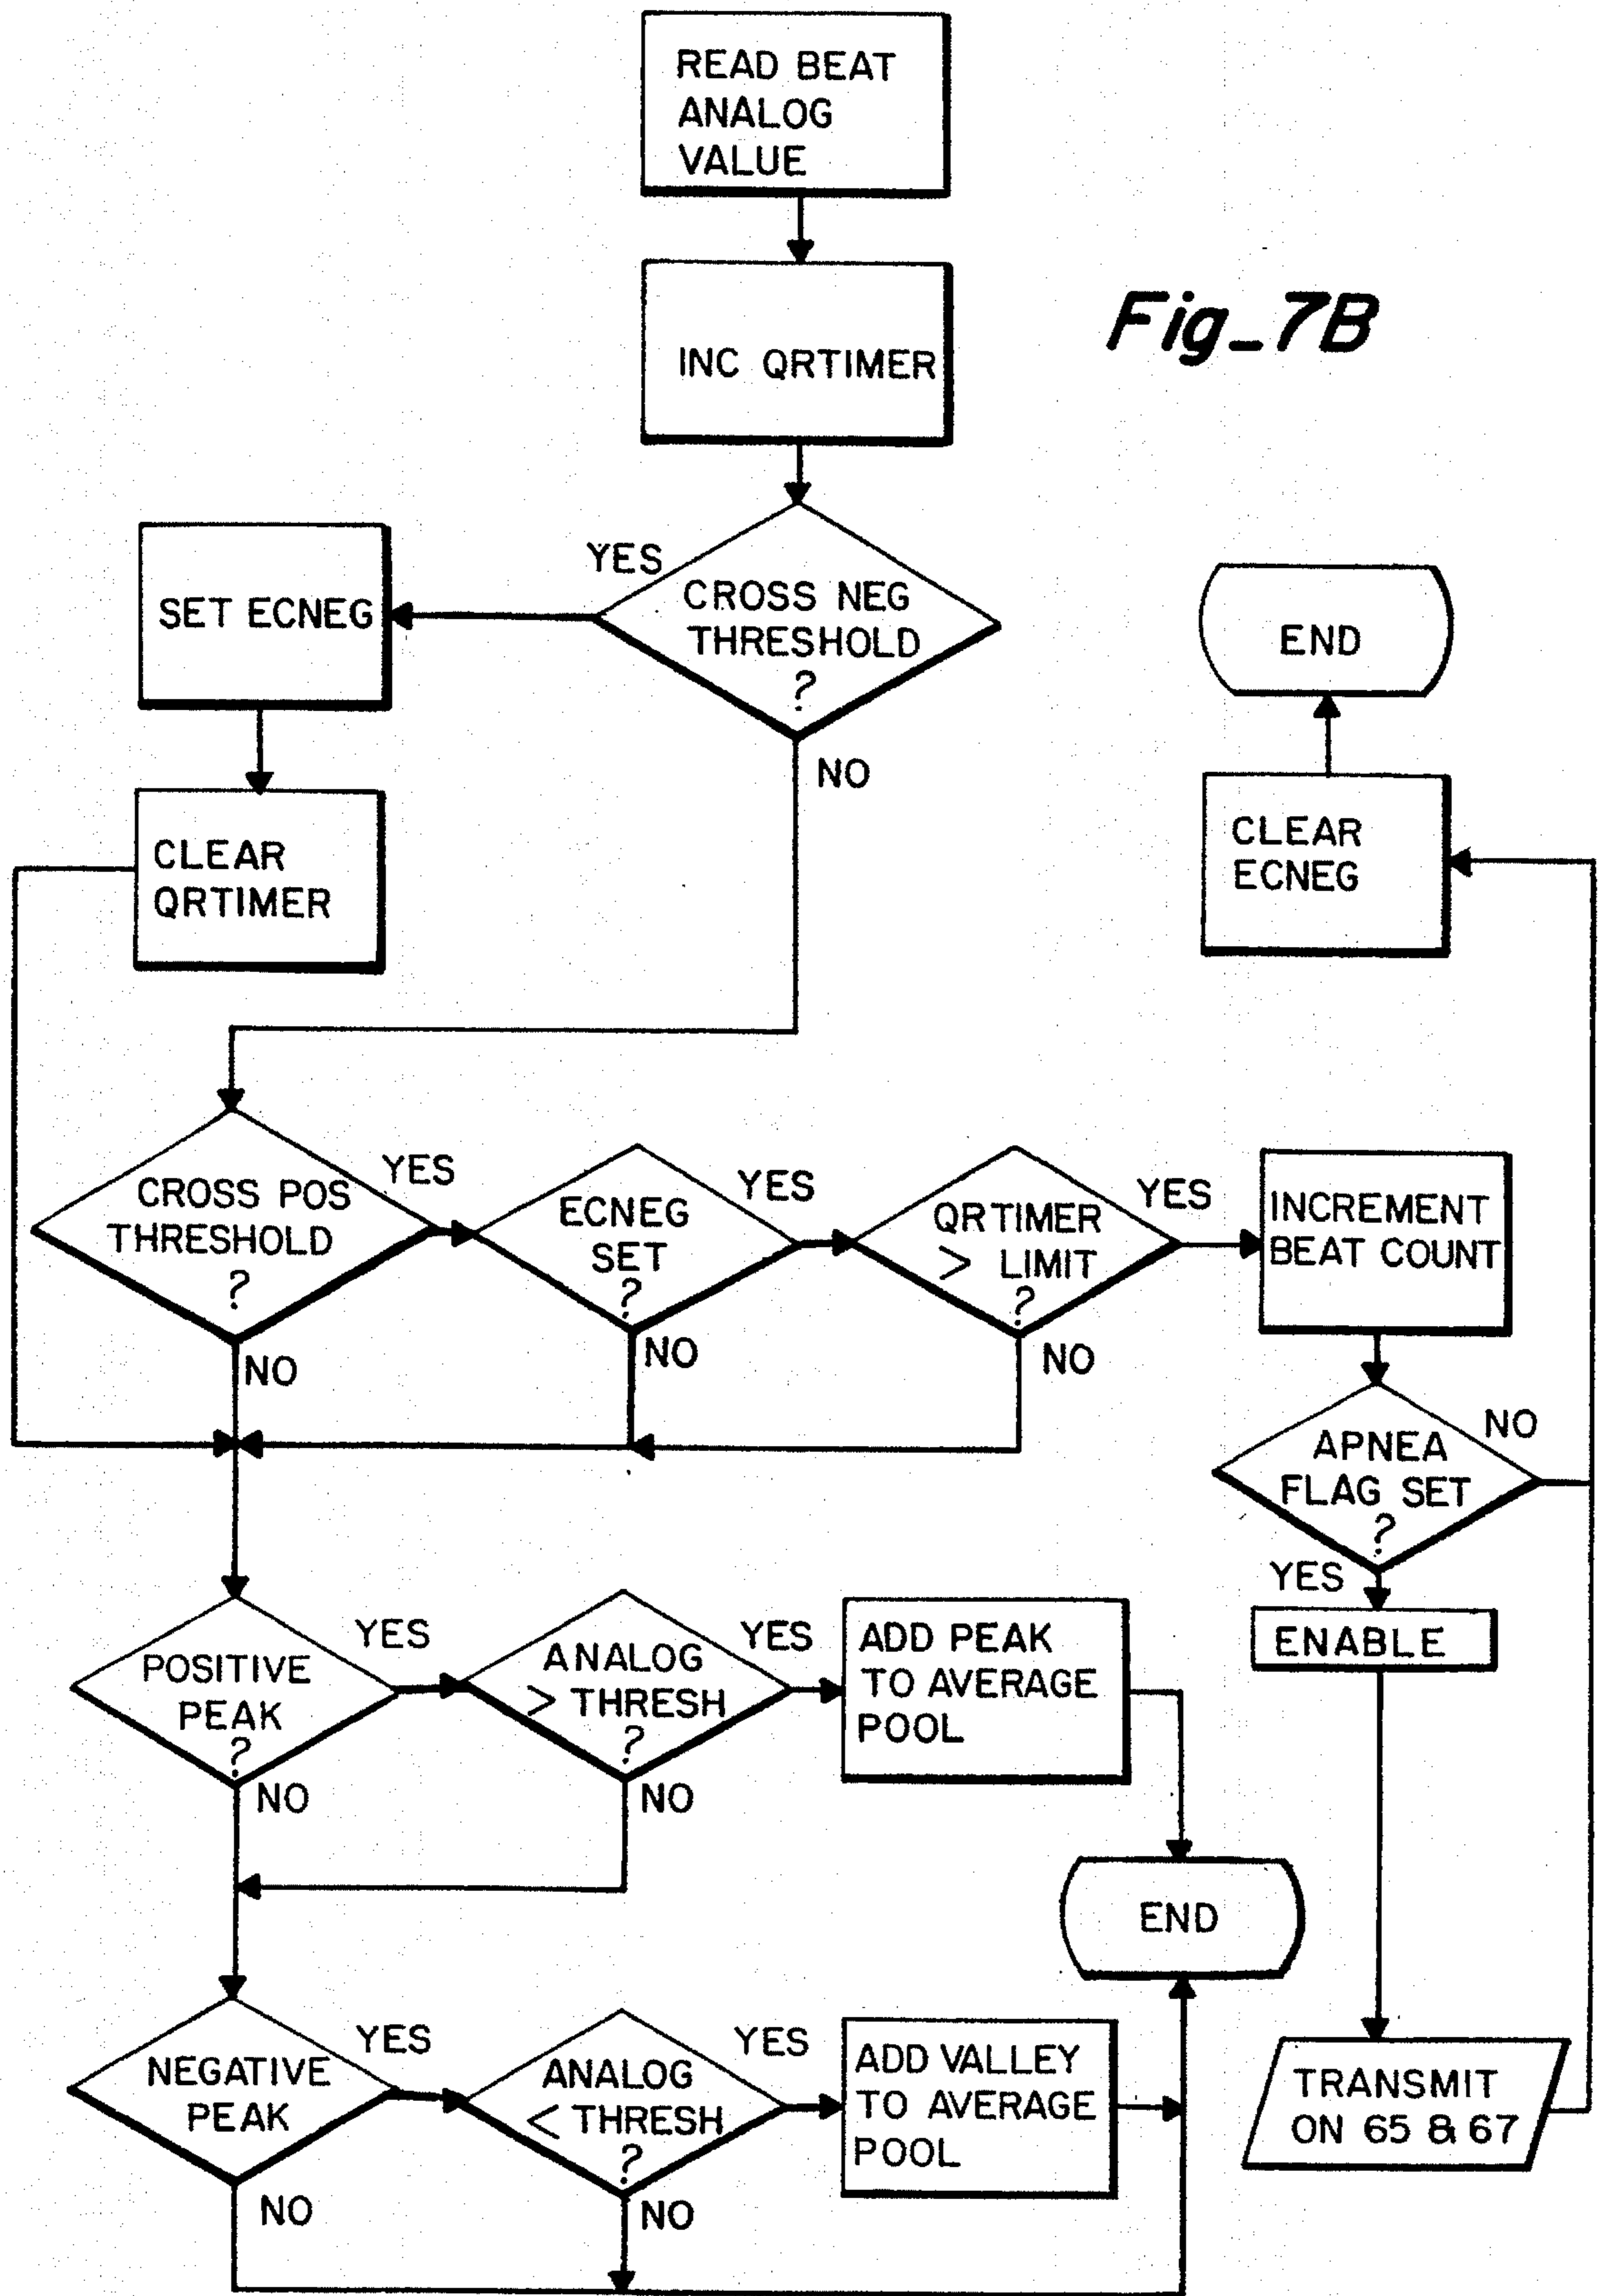 READ BEAT
ANALOG
VALUE
INC QRTIMER
Fig_7B
YES
CROSS NEG
THRESHOLD
?
NO
SET ECNEG
CLEAR
QRTIMER
END
CLEAR
ECNEG
CROSS POS
THRESHOLD
?
YES
NO
ECNEG
SET
?
YES
NO
QRTIMER
> LIMIT
?
YES
NO
INCREMENT
BEAT COUNT
APNEA
FLAG SET
?
NO
YES
ENABLE
POSITIVE
PEAK
?
YES
NO
ANALOG
> THRESH
?
YES
NO
ADD PEAK
TO AVERAGE
POOL
END
NEGATIVE
PEAK
YES
NO
ANALOG
< THRESH
?
YES
NO
ADD VALLEY
TO AVERAGE
POOL
TRANSMIT
ON 65 & 67